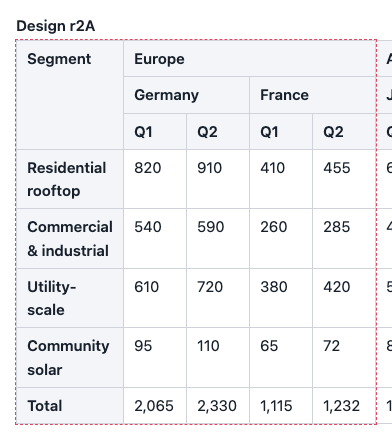 Design r2A
Segment Europe
Germany France
Q1 Q2 Q1 Q2
Residential 820 910 410 455
rooftop
Commercial 540 590 260 285
& industrial
Utility- 610 720 380 420
scale
Community 95 110 65 72
solar
Total 2,065 2,330 1,115 1,232